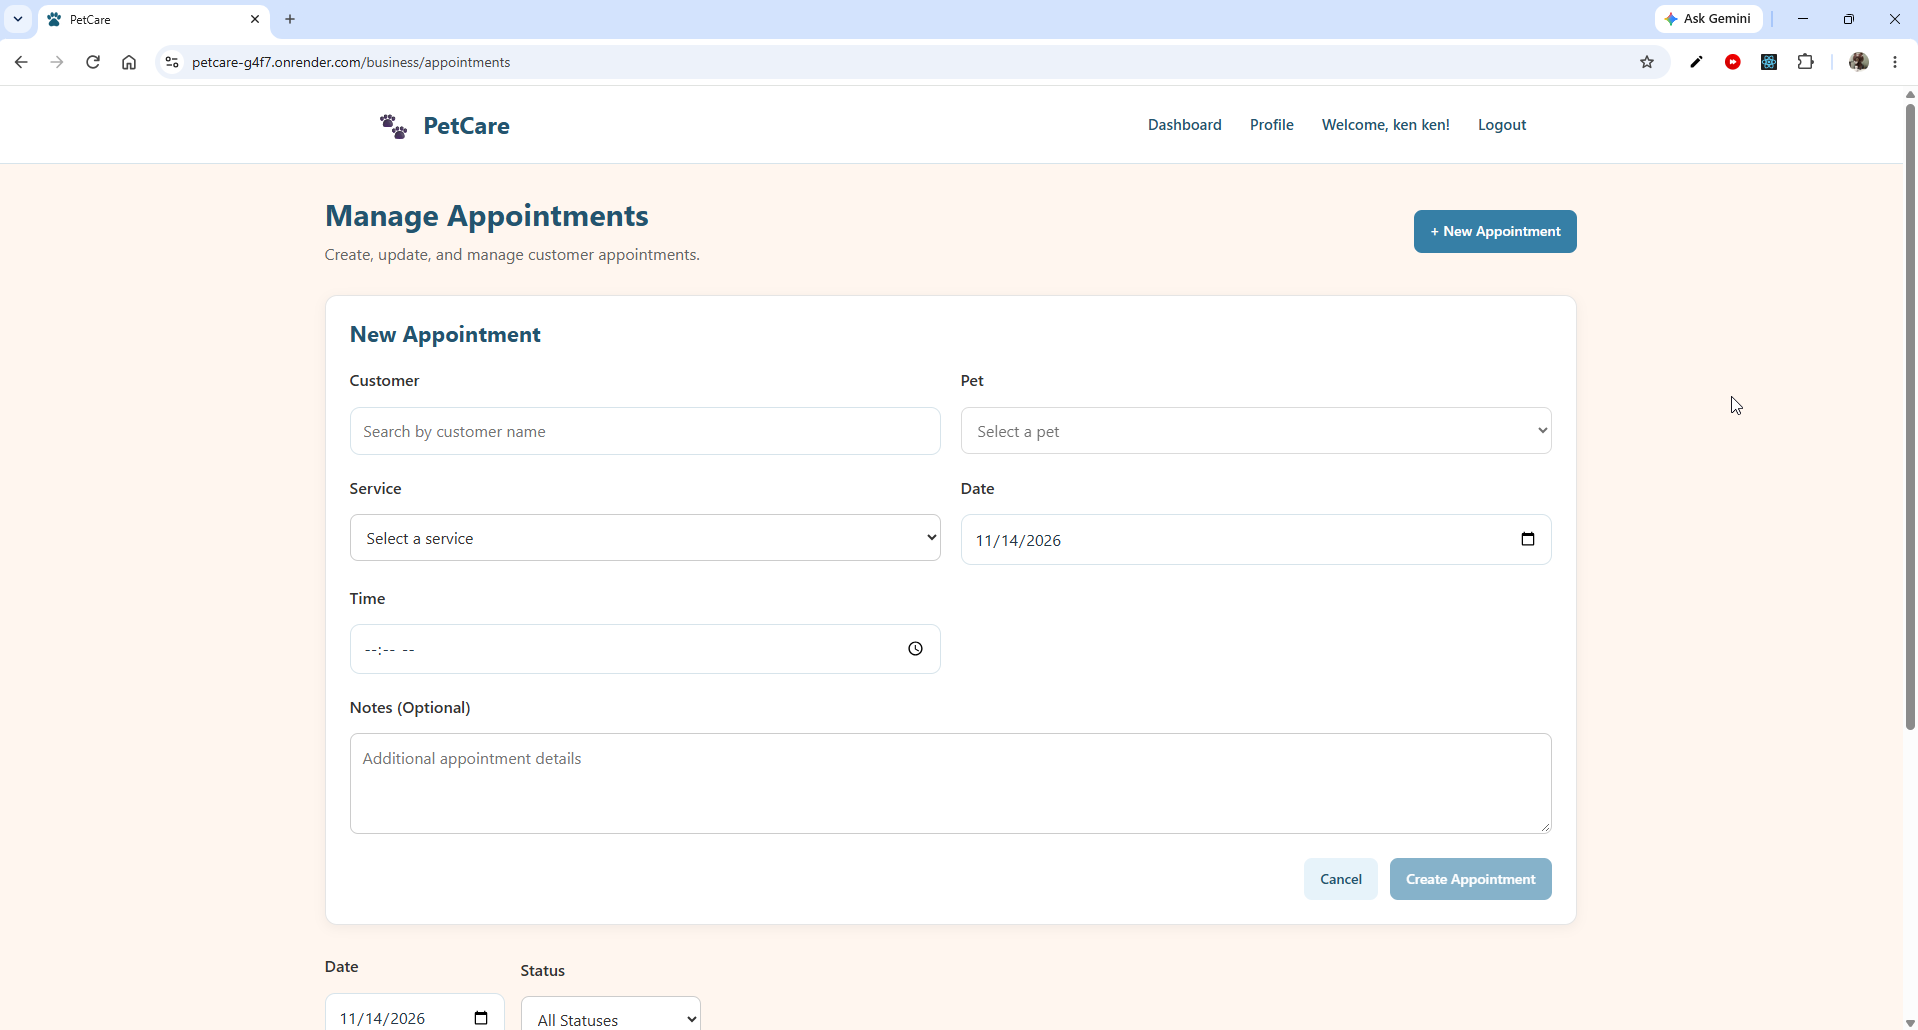 PetCare
Ask Gemini
petcare-g4f7.onrender.com/business/appointments
PetCare
Dashboard
Profile
Welcome, ken ken!
Logout
Manage Appointments
Create, update, and manage customer appointments.
+ New Appointment
New Appointment
Customer
Pet
Search by customer name
Select a pet
Service
Date
Select a service
11/14/2026
Time
--:-- --
Notes (Optional)
Additional appointment details
Cancel
Create Appointment
Date
Status
11/14/2026
All Statuses